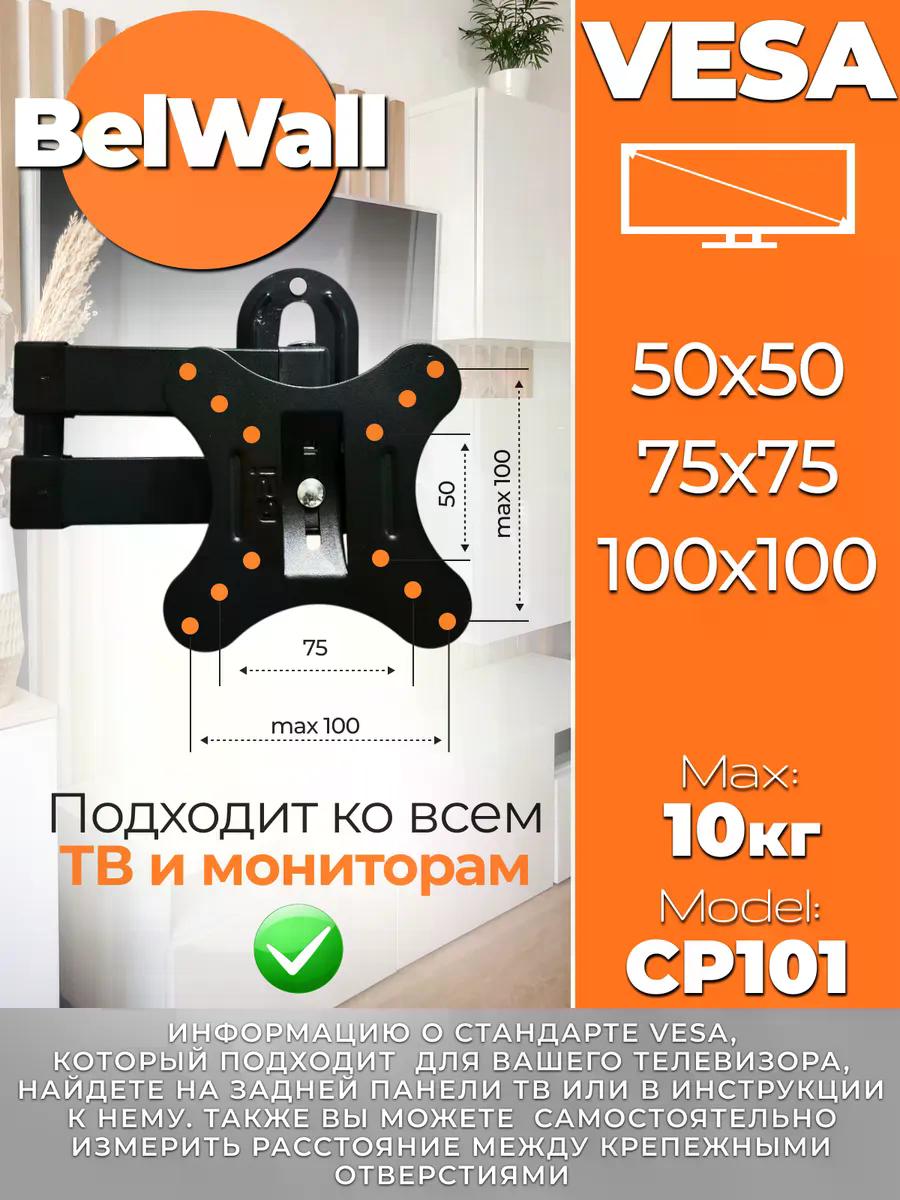 BelWall
VESA
50x50
75x75
100x100
50
max 100
75
max 100
Подходит ко всем
ТВ и мониторам
Max:
10кг
Model:
CP101
ИНФОРМАЦИЮ О СТАНДАРТЕ VESA,
КОТОРЫЙ ПОДХОДИТ ДЛЯ ВАШЕГО ТЕЛЕВИЗОРА,
НАЙДЕТЕ НА ЗАДНЕЙ ПАНЕЛИ ТВ ИЛИ В ИНСТРУКЦИИ
К НЕМУ. ТАКЖЕ ВЫ МОЖЕТЕ САМОСТОЯТЕЛЬНО
ИЗМЕРИТЬ РАССТОЯНИЕ МЕЖДУ КРЕПЕЖНЫМИ
ОТВЕРСТИЯМИ